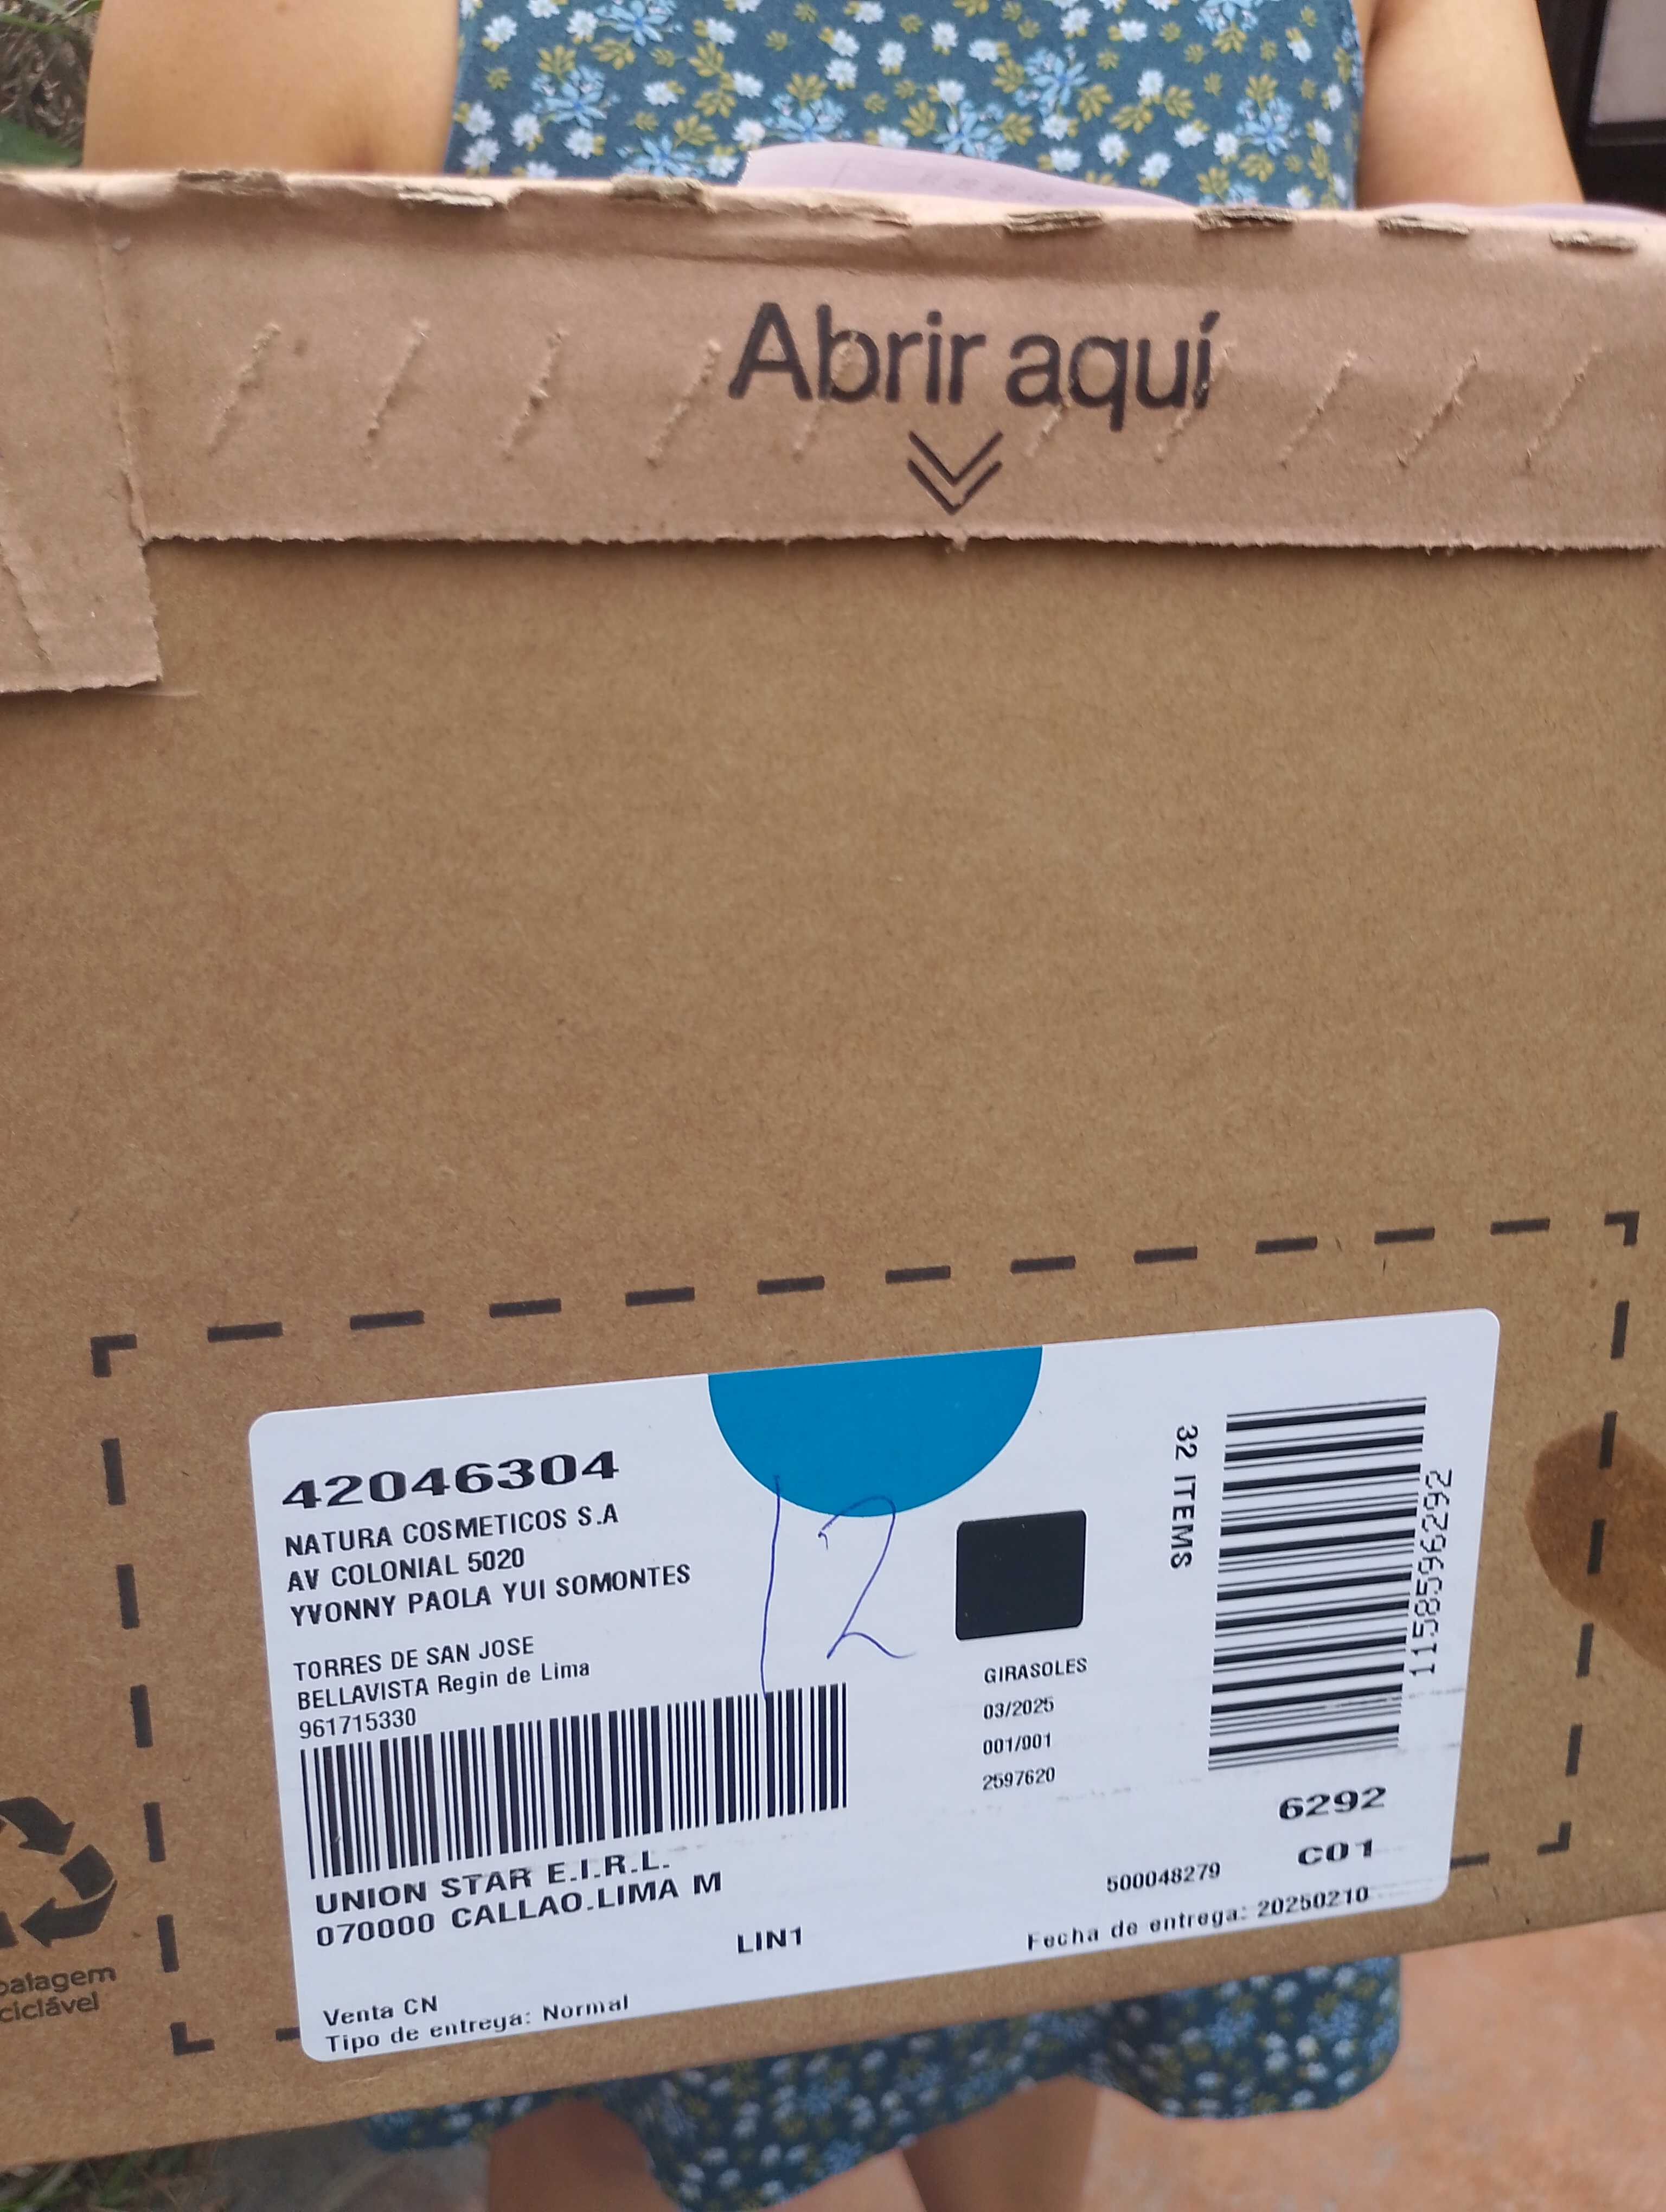 Abrir aquí
42046304
NATURA COSMETICOS S.A
AV COLONIAL 5020
YVONNY PAOLA YUI SOMONTES
TORRES DE SAN JOSE
BELLAVISTA Regin de Lima
961715330
UNION STAR E.I.R.L.
070000 CALLAO.LIMA M
LIN1
Venta CN
Tipo de entrega: Normal
12
GIRASOLES
03/2025
001/001
2597620
32 ITEMS
1158596292
6292
C01
500048279
Fecha de entrega: 20250210
balagem
ciclável